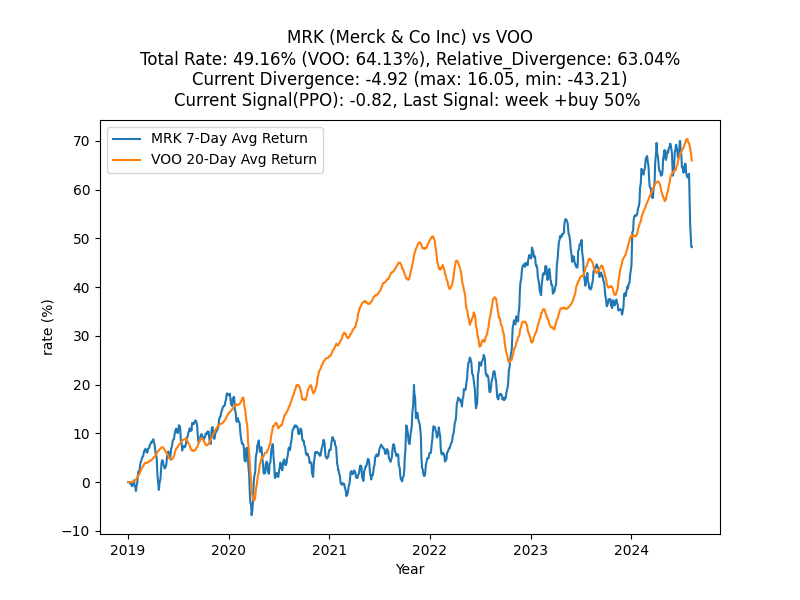 MRK (Merck & Co Inc) vs VOO
Total Rate: 49.16% (VOO: 64.13%), Relative_Divergence: 63.04%
Current Divergence: -4.92 (max: 16.05, min: -43.21)
Current Signal(PPO): -0.82, Last Signal: week +buy 50%
MRK 7-Day Avg Return
VOO 20-Day Avg Return
70
60
50
40
30
20
10
0
−10
rate (%)
2019 2020 2021 2022 2023 2024
Year